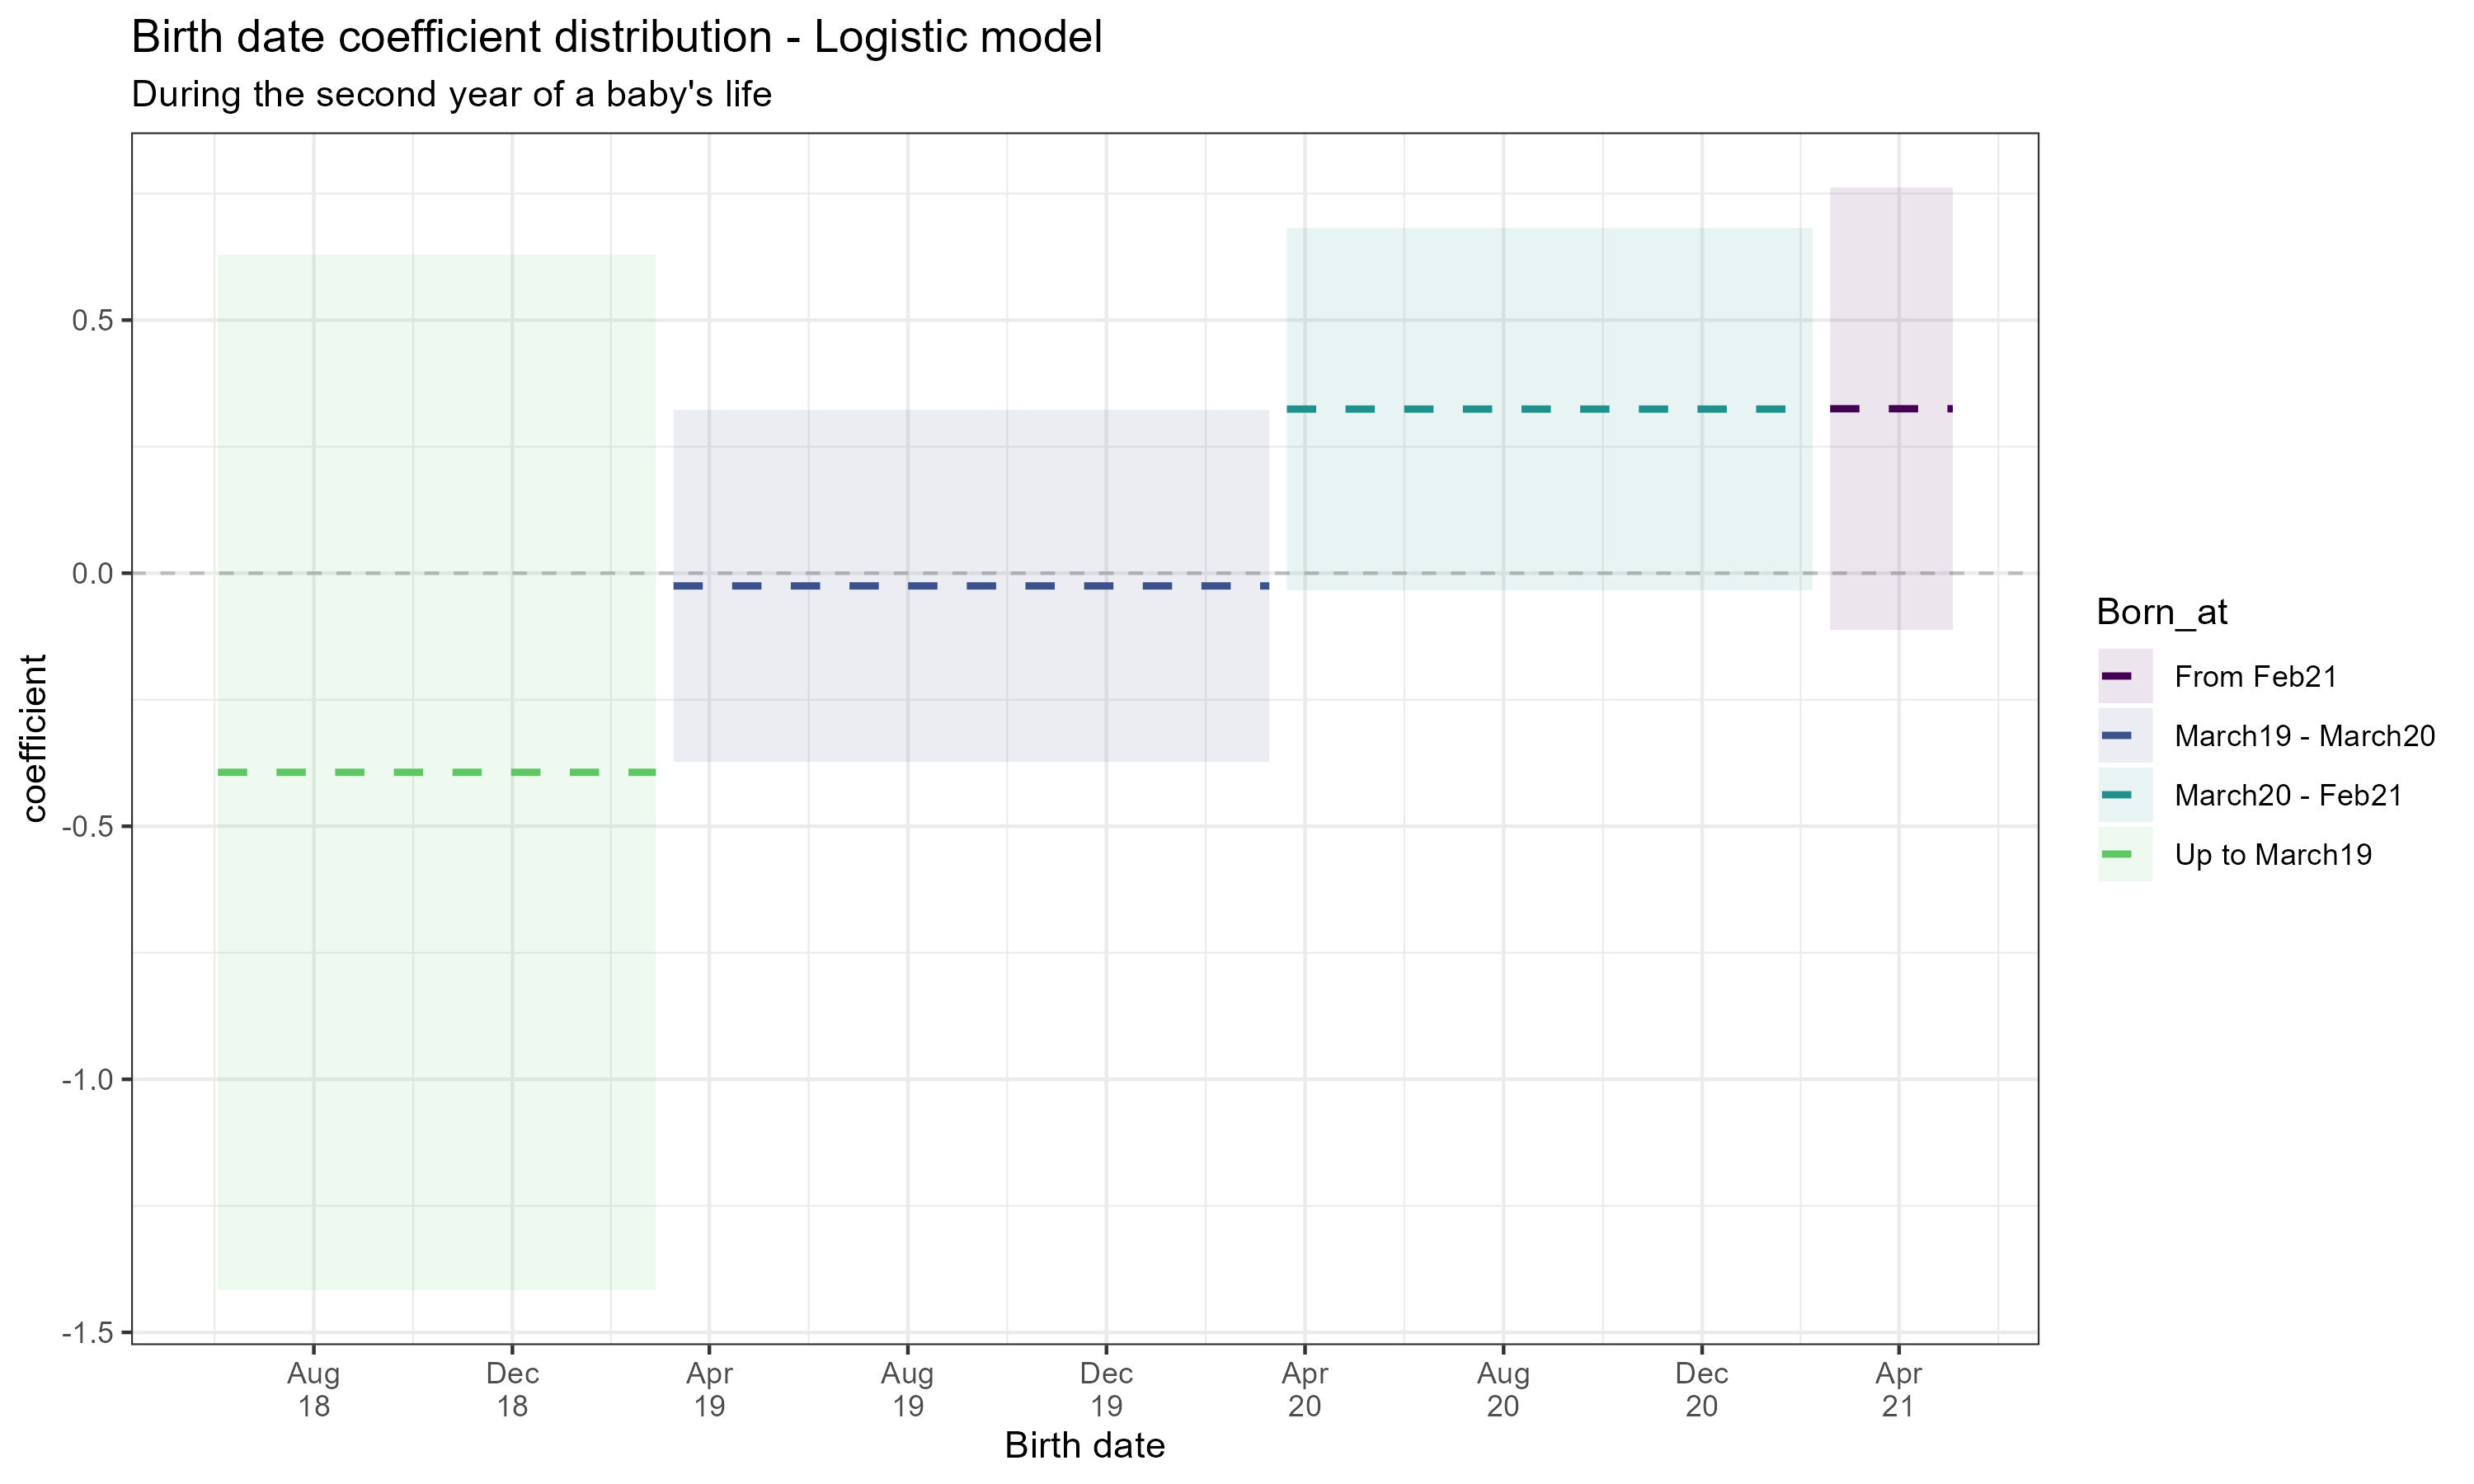 Birth date coefficient distribution - Logistic model
During the second year of a baby's life
coefficient
0.5
0.0
-0.5
-1.0
-1.5
Aug 18
Dec 18
Apr 19
Aug 19
Dec 19
Apr 20
Aug 20
Dec 20
Apr 21
Birth date
Born_at
From Feb21
March19 - March20
March20 - Feb21
Up to March19